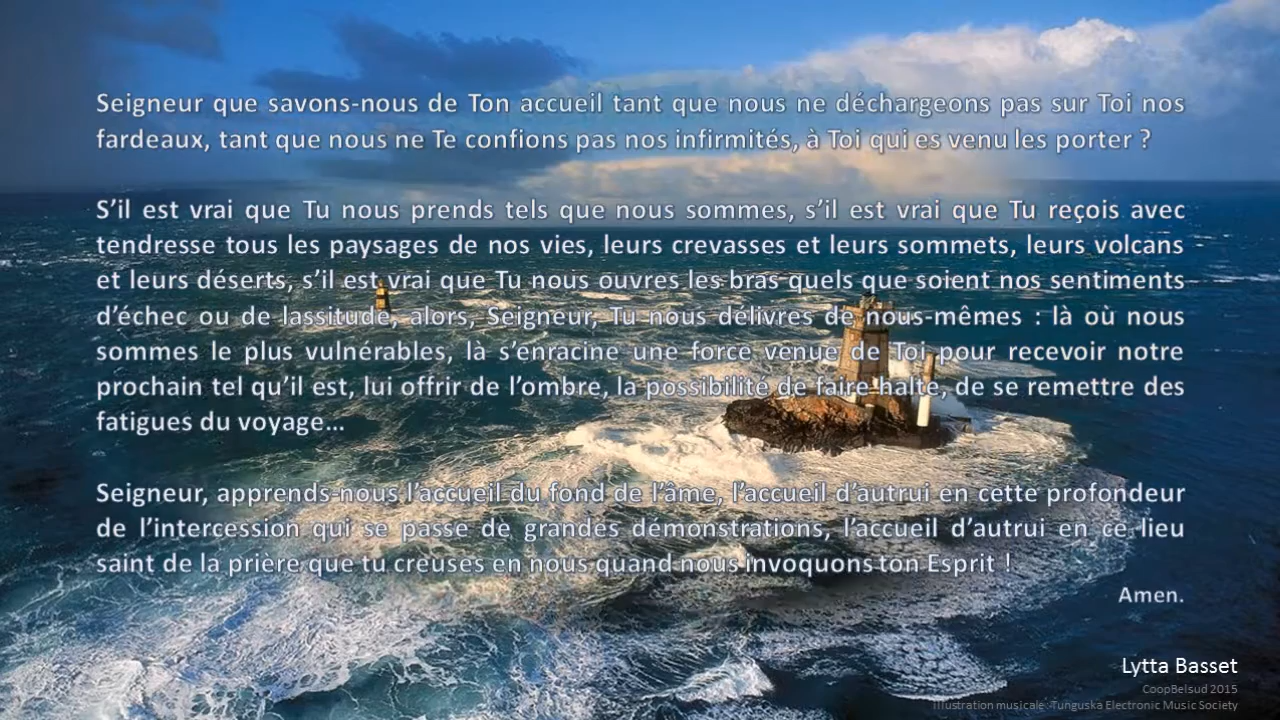 Seigneur que savons-nous de Ton accueil tant que nous ne déchargeons pas sur Toi nos
fardeaux, tant que nous ne Te confions pas nos infirmités, à Toi qui es venu les porter ?
S’il est vrai que Tu nous prends tels que nous sommes, s’il est vrai que Tu reçois avec
tendresse tous les paysages de nos vies, leurs crevasses et leurs sommets, leurs volcans
et leurs déserts, s’il est vrai que Tu nous ouvres les bras quels que soient nos sentiments
d’échec ou de lassitude, alors, Seigneur, Tu nous délivres de nous-mêmes : là où nous
sommes le plus vulnérables, là s’enracine une force venue de Toi pour recevoir notre
prochain tel qu’il est, lui offrir de l’ombre, la possibilité de faire halte, de se remettre des
fatigues du voyage…
Seigneur, apprends-nous l’accueil du fond de l’âme, l’accueil d’autrui en cette profondeur
de l’intercession qui se passe de grandes démonstrations, l’accueil d’autrui en ce lieu
saint de la prière que tu creuses en nous quand nous invoquons ton Esprit !
Amen.
Lytta Basset
CoopBelsud 2015
Illustration musicale: Tunguska Electronic Music Society